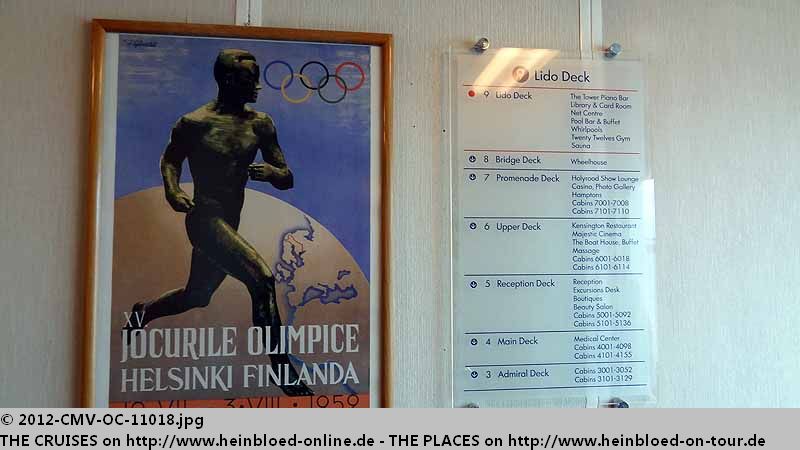 XV.
JOCURILE OLIMPICE
HELSINKI FINLANDA
Lido Deck
9 Lido Deck
The Tower Piano Bar
Library & Card Room
Net Centre
Pool Bar & Buffet
Whirlpools
Twenty Twelves Gym
Sauna
8 Bridge Deck
Wheelhouse
7 Promenade Deck
Holyrood Show Lounge
Casino, Photo Gallery
Hamptons
Cabins 7001-7008
Cabins 7101-7110
6 Upper Deck
Kensington Restaurant
Majestic Cinema
The Boat House, Buffet
Massage
Cabins 6001-6018
Cabins 6101-6114
5 Reception Deck
Reception
Excursions Desk
Boutiques
Beauty Salon
Cabins 5001-5092
Cabins 5101-5136
4 Main Deck
Medical Center
Cabins 4001-4098
Cabins 4101-4155
3 Admiral Deck
Cabins 3001-3052
Cabins 3101-3129
© 2012-CMV-OC-11018.jpg
THE CRUISES on http://www.heinbloed-online.de - THE PLACES on http://www.heinbloed-on-tour.de